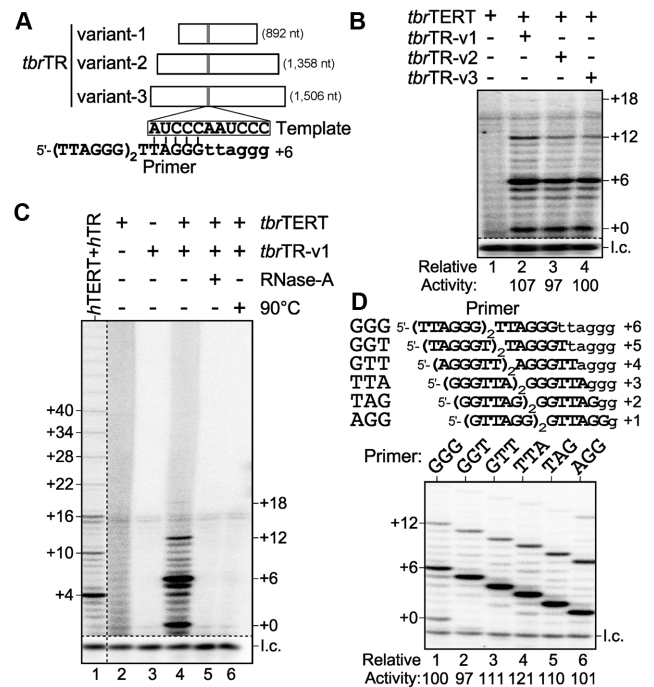 A
tbrTR
variant-1 (892 nt)
variant-2 (1,358 nt)
variant-3 (1,506 nt)
AUCCCAAUCCC Template
5'-(TTAGGG)2TTAGGGttaggg +6
Primer
B
tbrTERT + + + +
tbrTR-v1 - + - -
tbrTR-v2 - - + -
tbrTR-v3 - - - +
+18
+12
+6
+0
l.c.
Relative 1 2 3 4
Activity: 107 97 100
C
hTERT+hTR
+ - + + + tbrTERT
- + + + + tbrTR-v1
- - - + - RNase-A
- - - - + 90°C
+40
+34
+28
+22
+16
+10
+4
+18
+12
+6
+0
l.c.
1 2 3 4 5 6
D
Primer
GGG 5'-(TTAGGG)2TTAGGGttaggg +6
GGT 5'-(TAGGGT)2TAGGGTtaggg +5
GTT 5'-(AGGGTT)2AGGGTTaggg +4
TTA 5'-(GGGTTA)2GGGTTAggg +3
TAG 5'-(GGTTAG)2GGTTAGgg +2
AGG 5'-(GTTAGG)2GTTAGGg +1
Primer: GGG GGT GTT TTA TAG AGG
+12
+6
+0
l.c.
Relative 1 2 3 4 5 6
Activity: 100 97 111 121 110 101